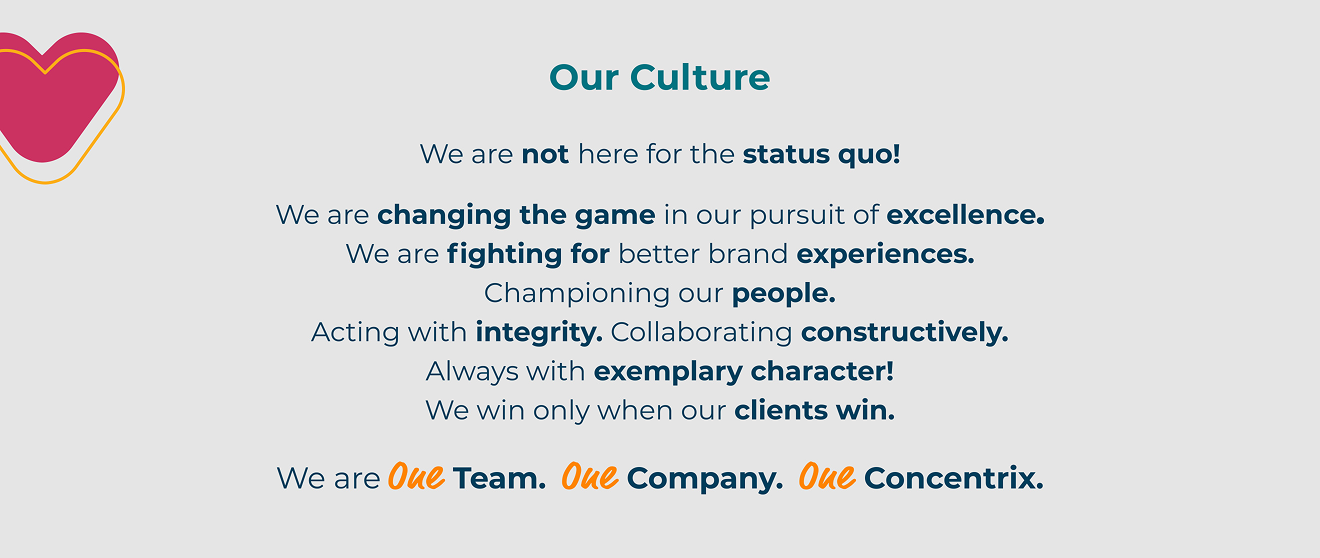 Our Culture
We are not here for the status quo!
We are changing the game in our pursuit of excellence.
We are fighting for better brand experiences.
Championing our people.
Acting with integrity. Collaborating constructively.
Always with exemplary character!
We win only when our clients win.
We are One Team. One Company. One Concentrix.